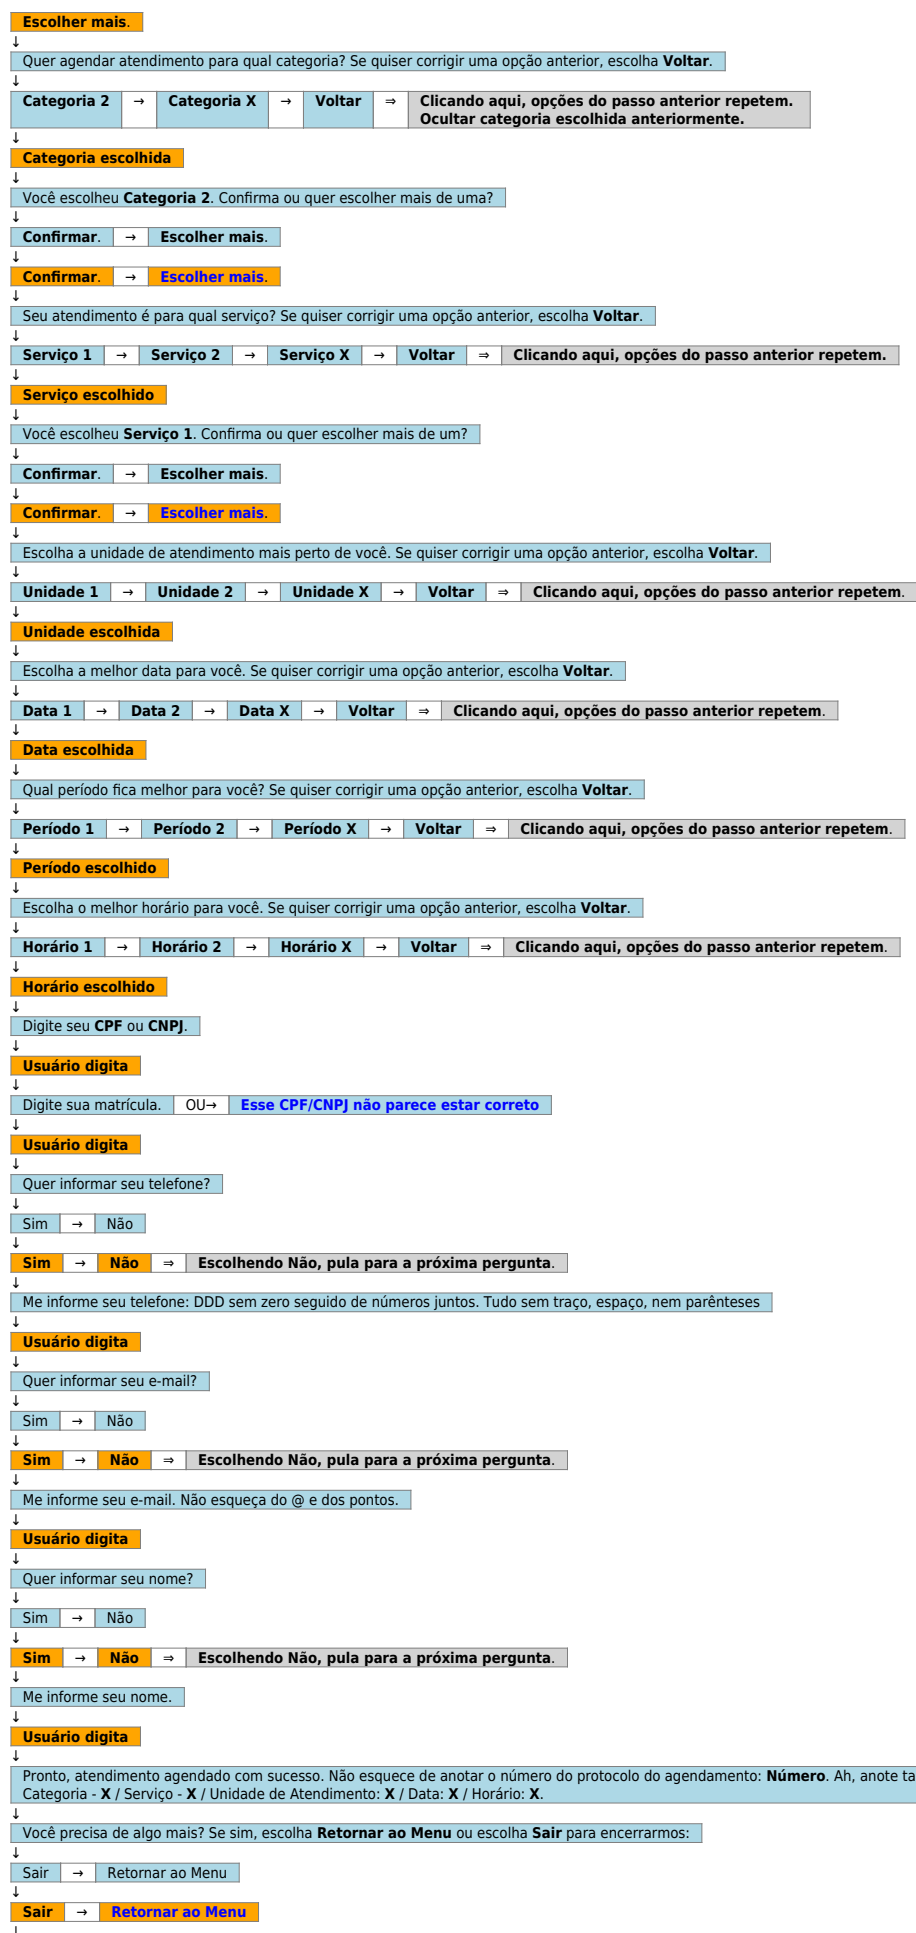 Escolher mais.
↓
Quer agendar atendimento para qual categoria? Se quiser corrigir uma opção anterior, escolha Voltar.
↓
Categoria 2 → Categoria X → Voltar ⇒ Clicando aqui, opções do passo anterior repetem.
Ocultar categoria escolhida anteriormente.
↓
Categoria escolhida
↓
Você escolheu Categoria 2. Confirma ou quer escolher mais de uma?
↓
Confirmar. → Escolher mais.
↓
Confirmar. → Escolher mais.
↓
Seu atendimento é para qual serviço? Se quiser corrigir uma opção anterior, escolha Voltar.
↓
Serviço 1 → Serviço 2 → Serviço X → Voltar ⇒ Clicando aqui, opções do passo anterior repetem.
↓
Serviço escolhido
↓
Você escolheu Serviço 1. Confirma ou quer escolher mais de um?
↓
Confirmar. → Escolher mais.
↓
Confirmar. → Escolher mais.
↓
Escolha a unidade de atendimento mais perto de você. Se quiser corrigir uma opção anterior, escolha Voltar.
↓
Unidade 1 → Unidade 2 → Unidade X → Voltar ⇒ Clicando aqui, opções do passo anterior repetem.
↓
Unidade escolhida
↓
Escolha a melhor data para você. Se quiser corrigir uma opção anterior, escolha Voltar.
↓
Data 1 → Data 2 → Data X → Voltar ⇒ Clicando aqui, opções do passo anterior repetem.
↓
Data escolhida
↓
Qual período fica melhor para você? Se quiser corrigir uma opção anterior, escolha Voltar.
↓
Período 1 → Período 2 → Período X → Voltar ⇒ Clicando aqui, opções do passo anterior repetem.
↓
Período escolhido
↓
Escolha o melhor horário para você. Se quiser corrigir uma opção anterior, escolha Voltar.
↓
Horário 1 → Horário 2 → Horário X → Voltar ⇒ Clicando aqui, opções do passo anterior repetem.
↓
Horário escolhido
↓
Digite seu CPF ou CNPJ.
↓
Usuário digita
↓
Digite sua matrícula. OU→ Esse CPF/CNPJ não parece estar correto
↓
Usuário digita
↓
Quer informar seu telefone?
↓
Sim → Não
↓
Sim → Não ⇒ Escolhendo Não, pula para a próxima pergunta.
↓
Me informe seu telefone: DDD sem zero seguido de números juntos. Tudo sem traço, espaço, nem parênteses
↓
Usuário digita
↓
Quer informar seu e-mail?
↓
Sim → Não
↓
Sim → Não ⇒ Escolhendo Não, pula para a próxima pergunta.
↓
Me informe seu e-mail. Não esqueça do @ e dos pontos.
↓
Usuário digita
↓
Quer informar seu nome?
↓
Sim → Não
↓
Sim → Não ⇒ Escolhendo Não, pula para a próxima pergunta.
↓
Me informe seu nome.
↓
Usuário digita
↓
Pronto, atendimento agendado com sucesso. Não esquece de anotar o número do protocolo do agendamento: Número. Ah, anote ta
Categoria - X / Serviço - X / Unidade de Atendimento: X / Data: X / Horário: X.
↓
Você precisa de algo mais? Se sim, escolha Retornar ao Menu ou escolha Sair para encerrarmos:
↓
Sair → Retornar ao Menu
↓
Sair → Retornar ao Menu